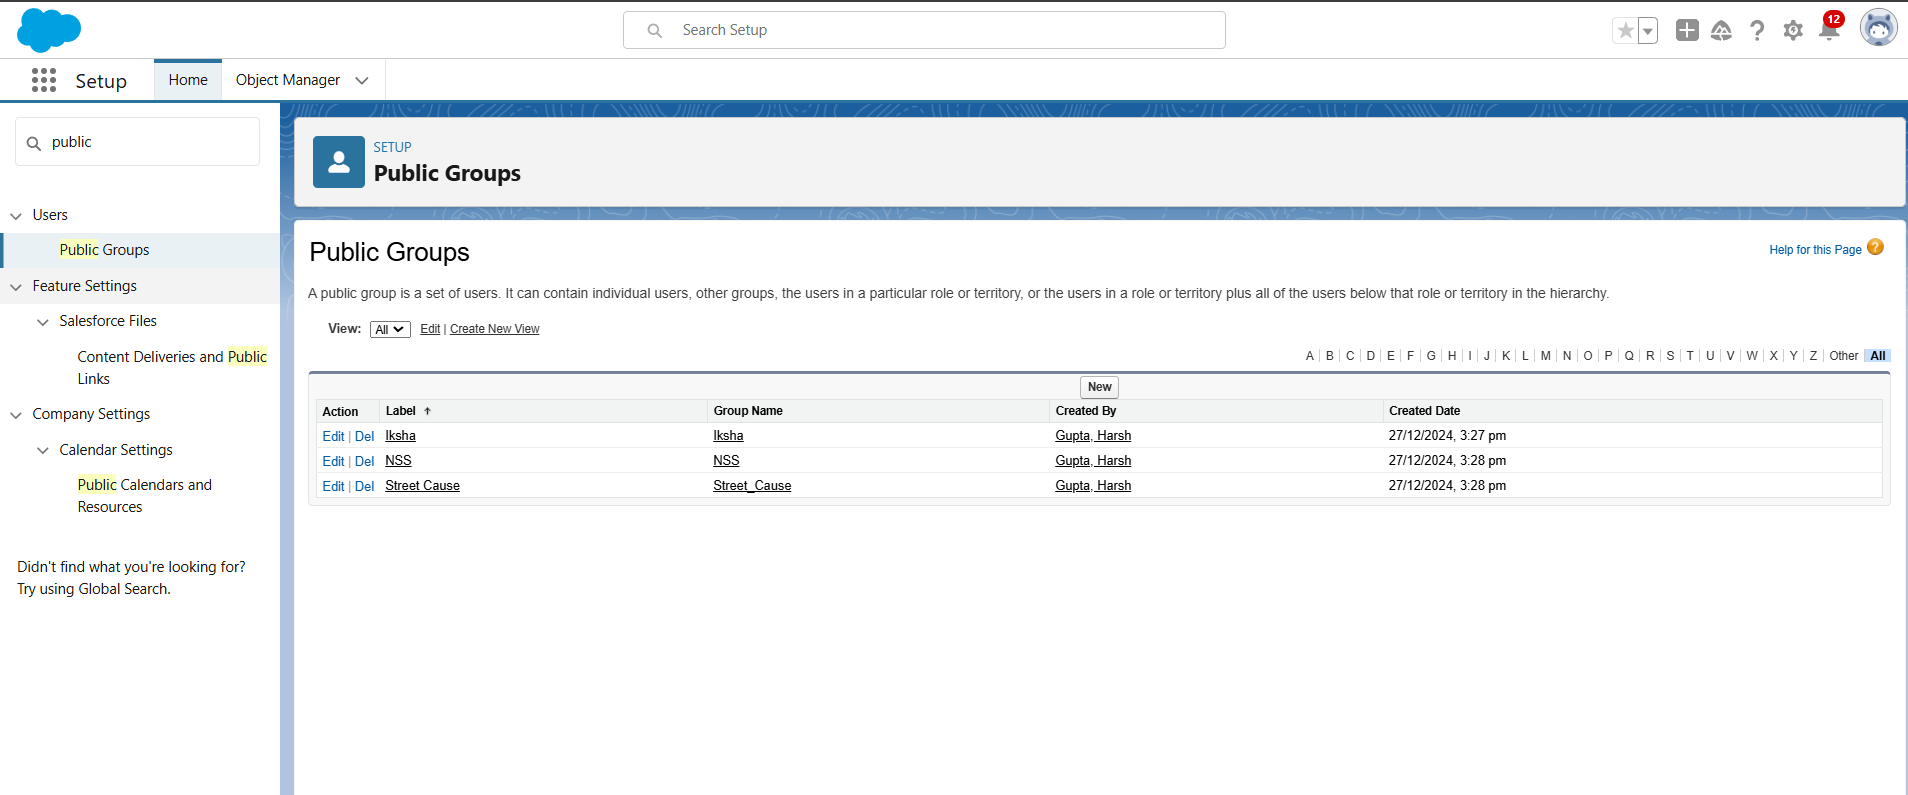 Search Setup
12
Setup
Home
Object Manager
public
Users
Public Groups
Feature Settings
Salesforce Files
Content Deliveries and Public
Links
Company Settings
Calendar Settings
Public Calendars and
Resources
Didn't find what you're looking for?
Try using Global Search.
SETUP
Public Groups
Public Groups
Help for this Page ?
A public group is a set of users. It can contain individual users, other groups, the users in a particular role or territory, or the users in a role or territory plus all of the users below that role or territory in the hierarchy.
View: All Edit | Create New View
A | B | C | D | E | F | G | H | I | J | K | L | M | N | O | P | Q | R | S | T | U | V | W | X | Y | Z | Other All
New
Action Label Group Name Created By Created Date
Edit | Del Iksha Iksha Gupta, Harsh 27/12/2024, 3:27 pm
Edit | Del NSS NSS Gupta, Harsh 27/12/2024, 3:28 pm
Edit | Del Street Cause Street_Cause Gupta, Harsh 27/12/2024, 3:28 pm